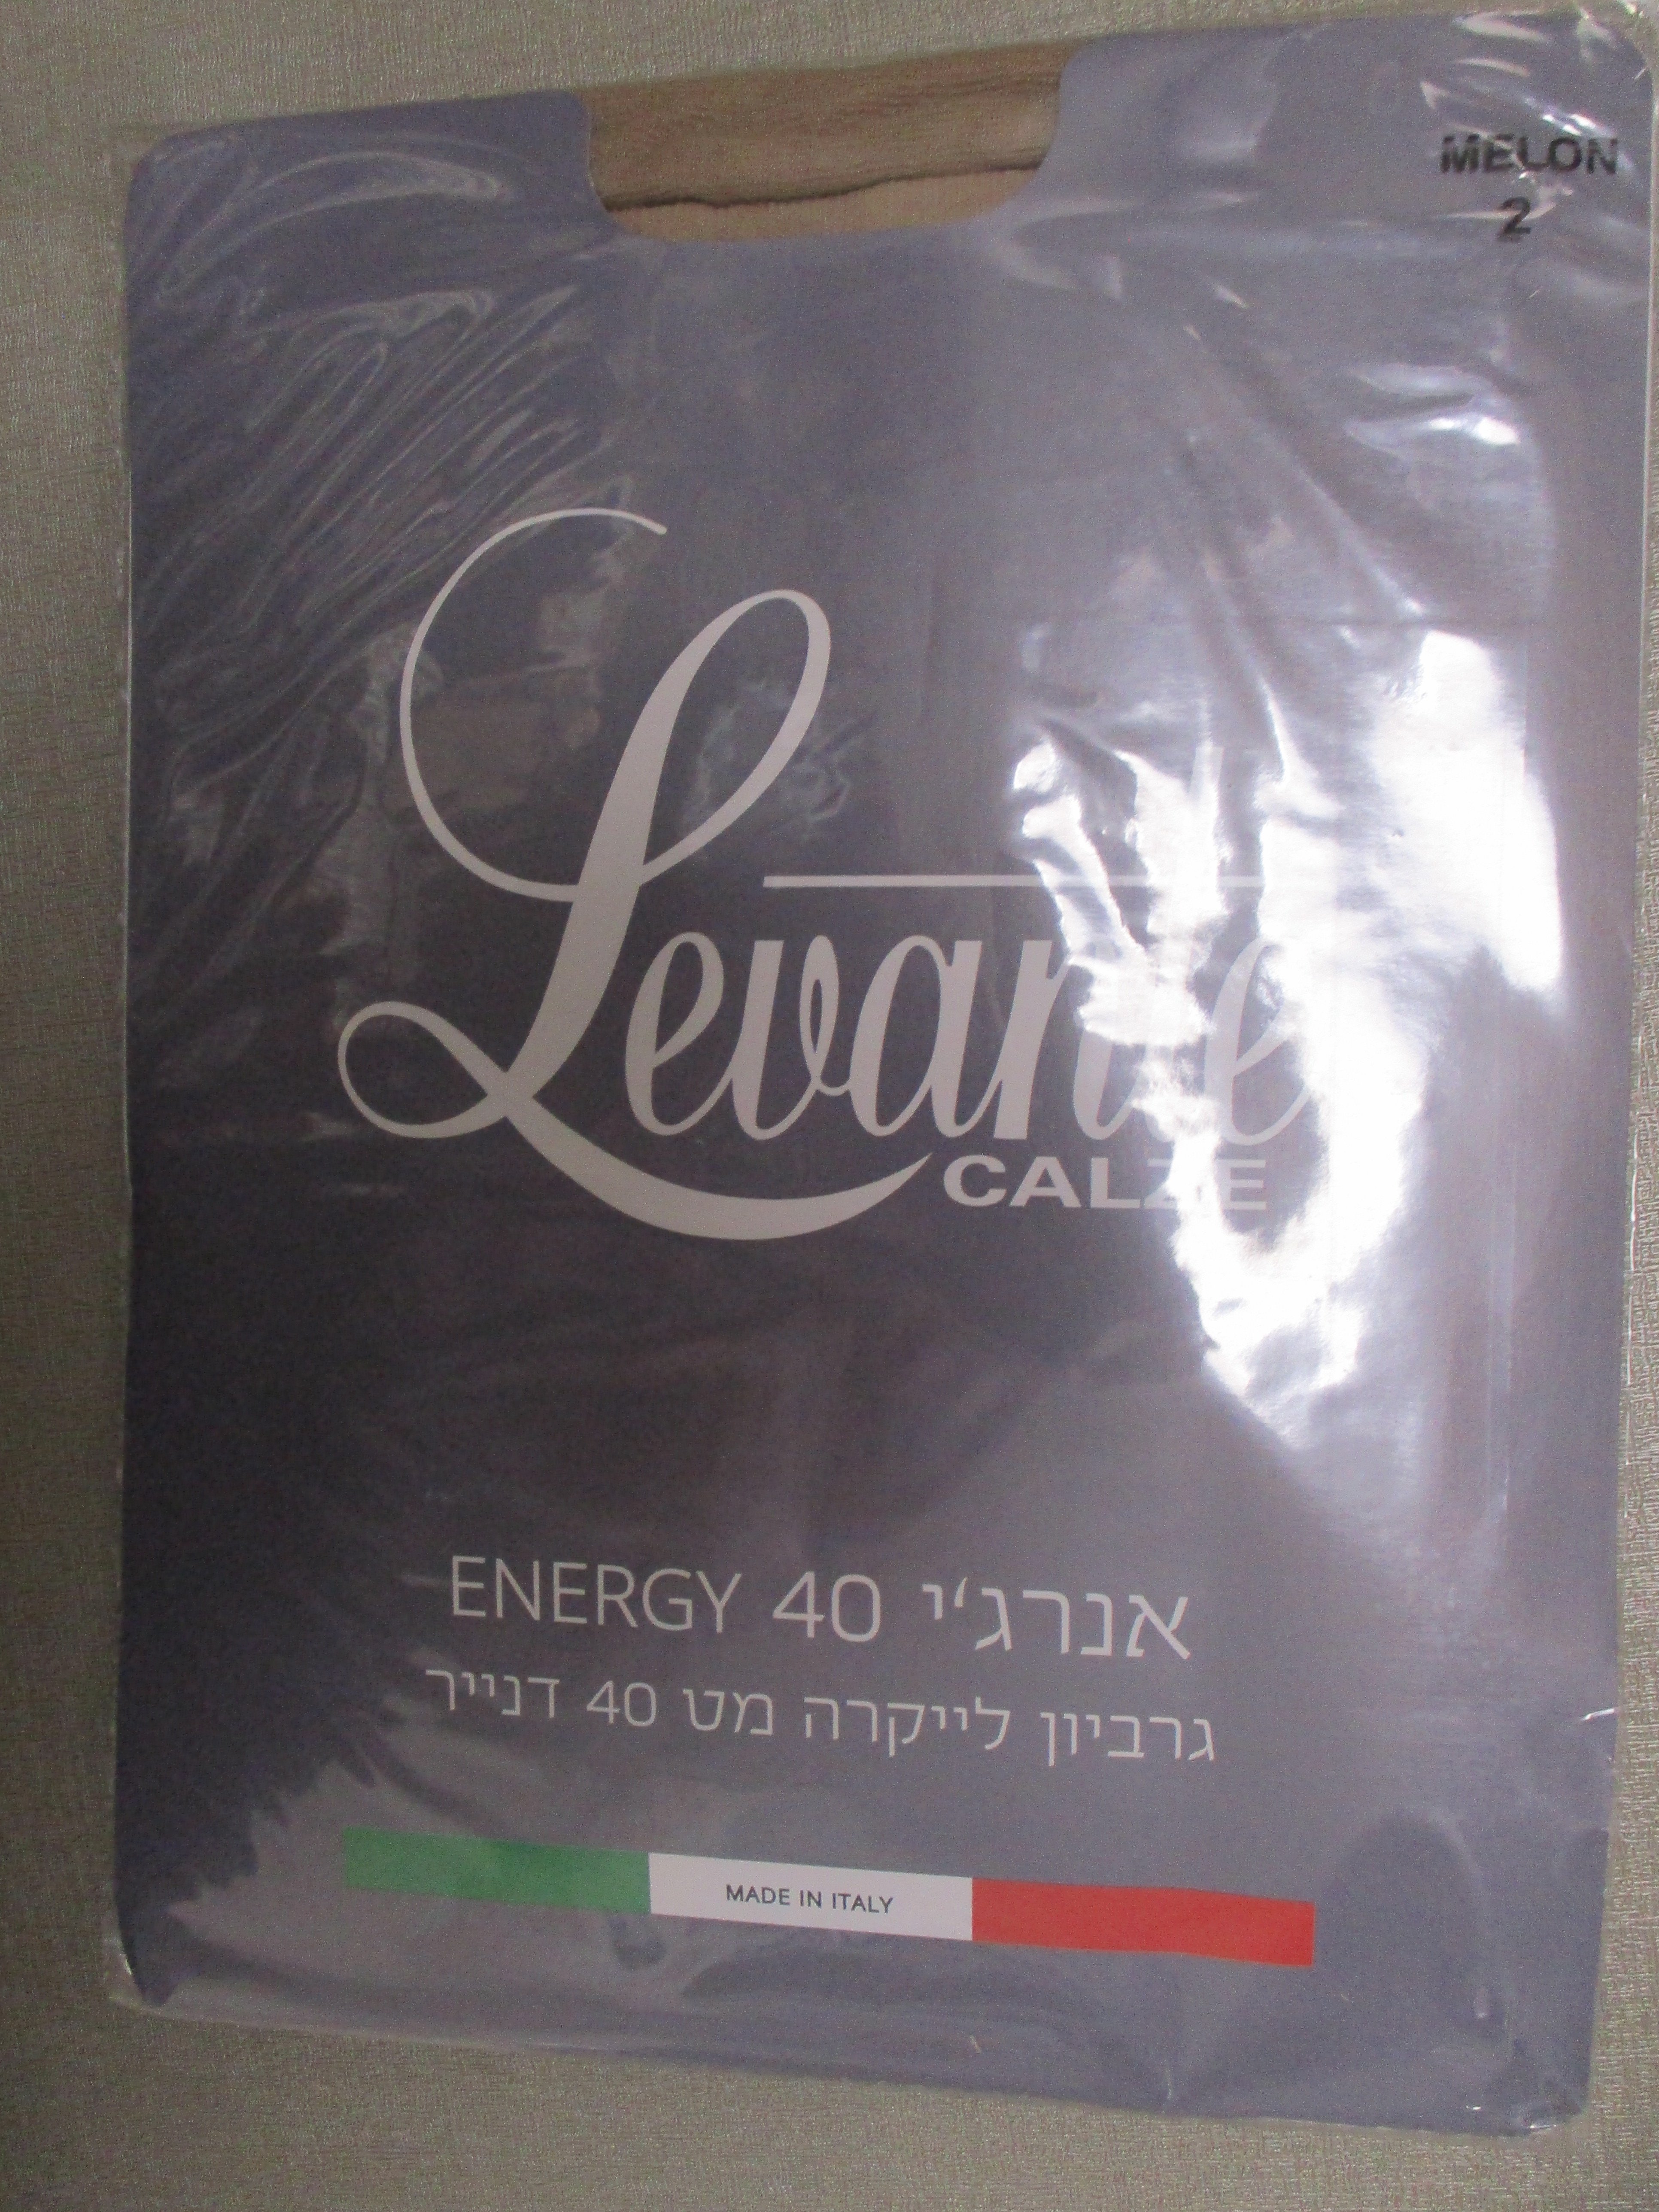 MELON
2
Levante
CALZE
ENERGY 40 אנרג'י
גרביון לייקרה מט 40 דנייר
MADE IN ITALY